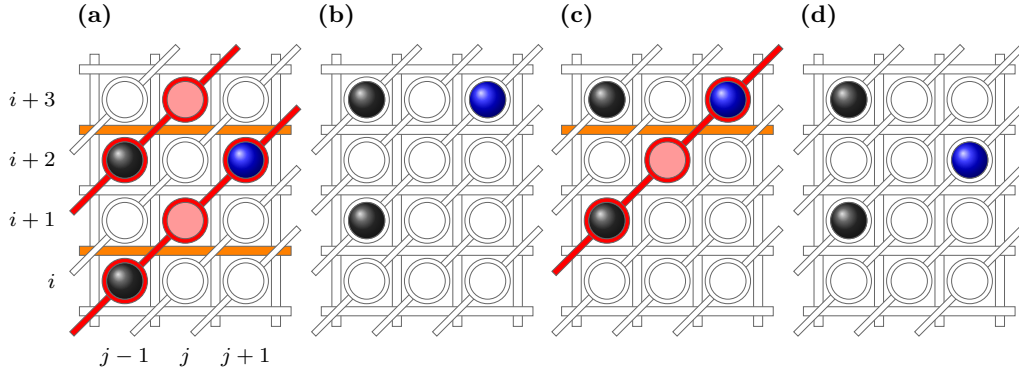 (a) (b) (c) (d)
i + 3
i + 2
i + 1
i
j − 1 j j + 1